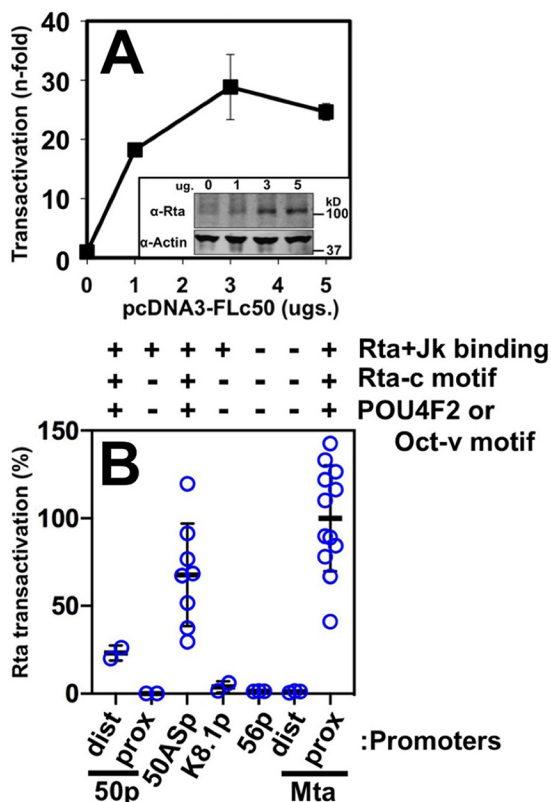 A
Transactivation (n-fold)
40
30
20
10
0
ug. 0 1 3 5
kD
α-Rta
100
α-Actin
37
0 1 2 3 4 5
pcDNA3-FLc50 (ugs.)
+ + + + - - + Rta+Jk binding
+ - + - - - + Rta-c motif
+ - + - - - + POU4F2 or
Oct-v motif
B
Rta transactivation (%)
150
100
50
0
dist prox 50ASp K8.1p 56p dist prox :Promoters
50p Mta